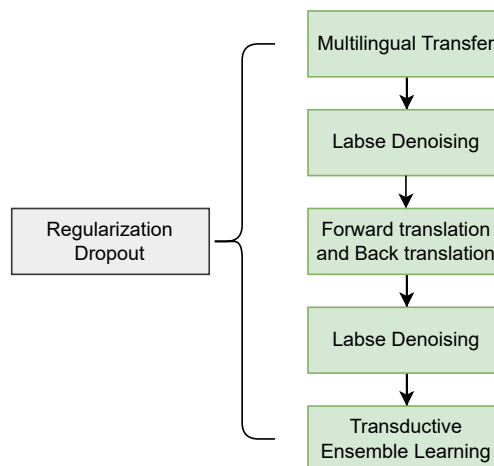 Multilingual Transfer
Labse Denoising
Regularization
Dropout
Forward translation
and Back translation
Labse Denoising
Transductive
Ensemble Learning